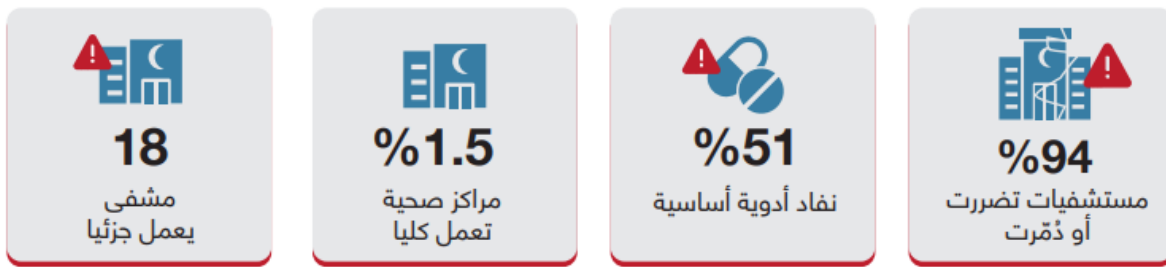 %94
مستشفيات تضررت
أو دُمّرت
%51
نفاد أدوية أساسية
%1.5
مراكز صحية
تعمل كليا
18
مشفى
يعمل جزئيا